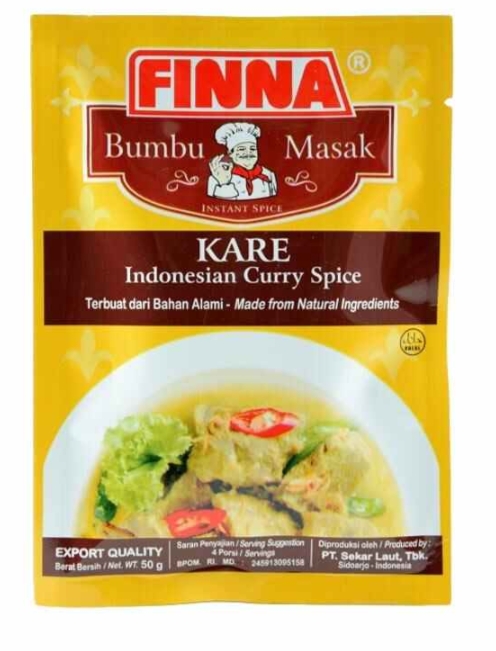 FINNA ®
Bumbu Masak
INSTANT SPICE
KARE
Indonesian Curry Spice
Terbuat dari Bahan Alami - Made from Natural Ingredients
HALAL
EXPORT QUALITY
Berat Bersih / Net. WT. 50 g
Saran Penyajian / Serving Suggestion
4 Porsi / Servings
BPOM. RI. MD. : 245913095158
Diproduksi oleh / Produced by :
PT. Sekar Laut, Tbk.
Sidoarjo - Indonesia